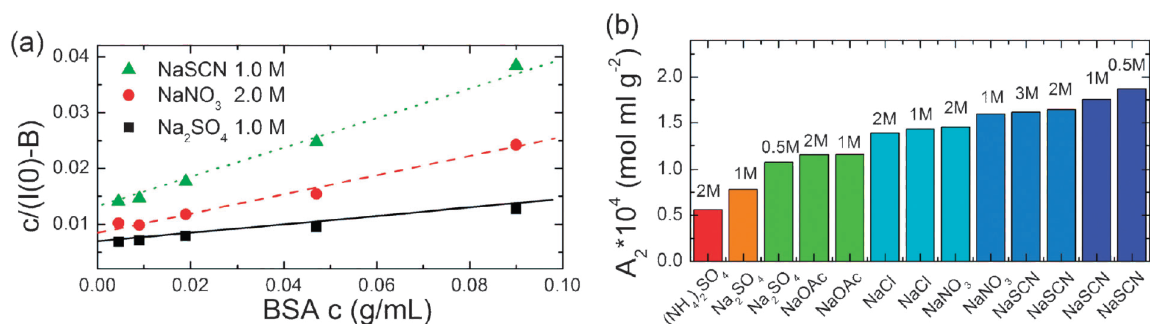 (a)
c/(I(0)-B)
0.04
0.03
0.02
0.01
NaSCN 1.0 M
NaNO₃ 2.0 M
Na₂SO₄ 1.0 M
0.00 0.02 0.04 0.06 0.08 0.10
BSA c (g/mL)
(b)
A₂*10⁴ (mol ml g⁻²)
2.0
1.5
1.0
0.5
0.0
2M 1M 0.5M 2M 1M 2M 1M 2M 1M 3M 2M 1M 0.5M
(NH₄)₂SO₄ Na₂SO₄ Na₂SO₄ NaOAc NaOAc NaCl NaCl NaNO₃ NaNO₃ NaSCN NaSCN NaSCN NaSCN